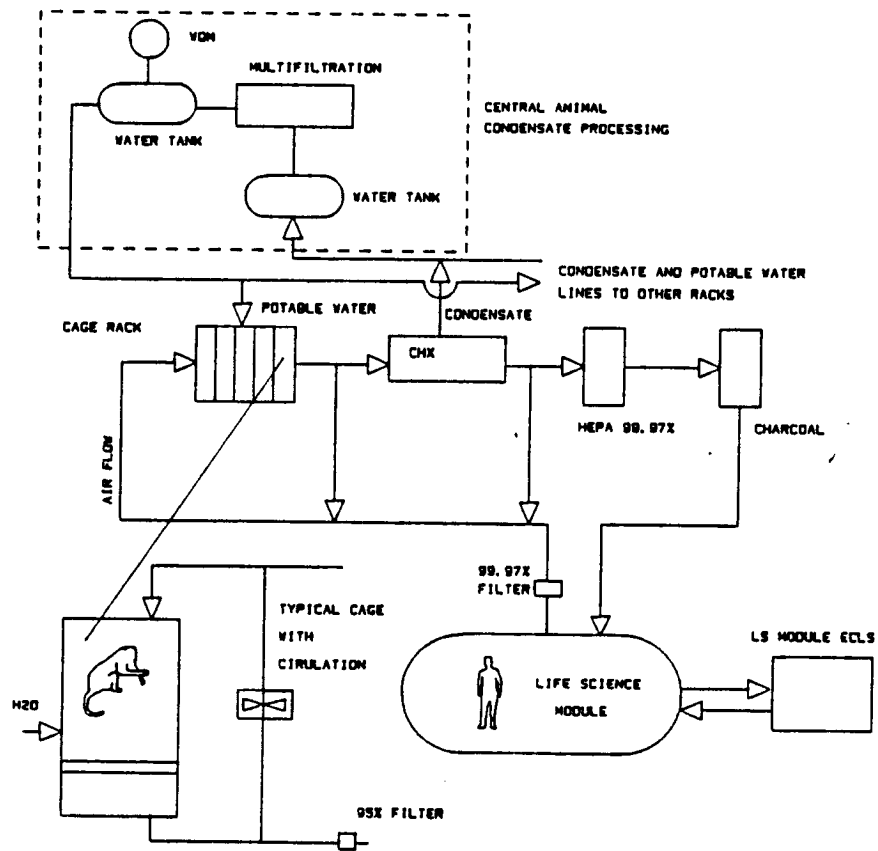 WQM
MULTIFILTRATION
WATER TANK
WATER TANK
CENTRAL ANIMAL
CONDENSATE PROCESSING
CONDENSATE AND POTABLE WATER
LINES TO OTHER RACKS
POTABLE WATER
CONDENSATE
CAGE RACK
CHX
HEPA 99.97%
CHARCOAL
AIR FLOW
99.97%
FILTER
TYPICAL CAGE
WITH
CIRULATION
LS MODULE ECLS
LIFE SCIENCE
MODULE
H2O
95% FILTER